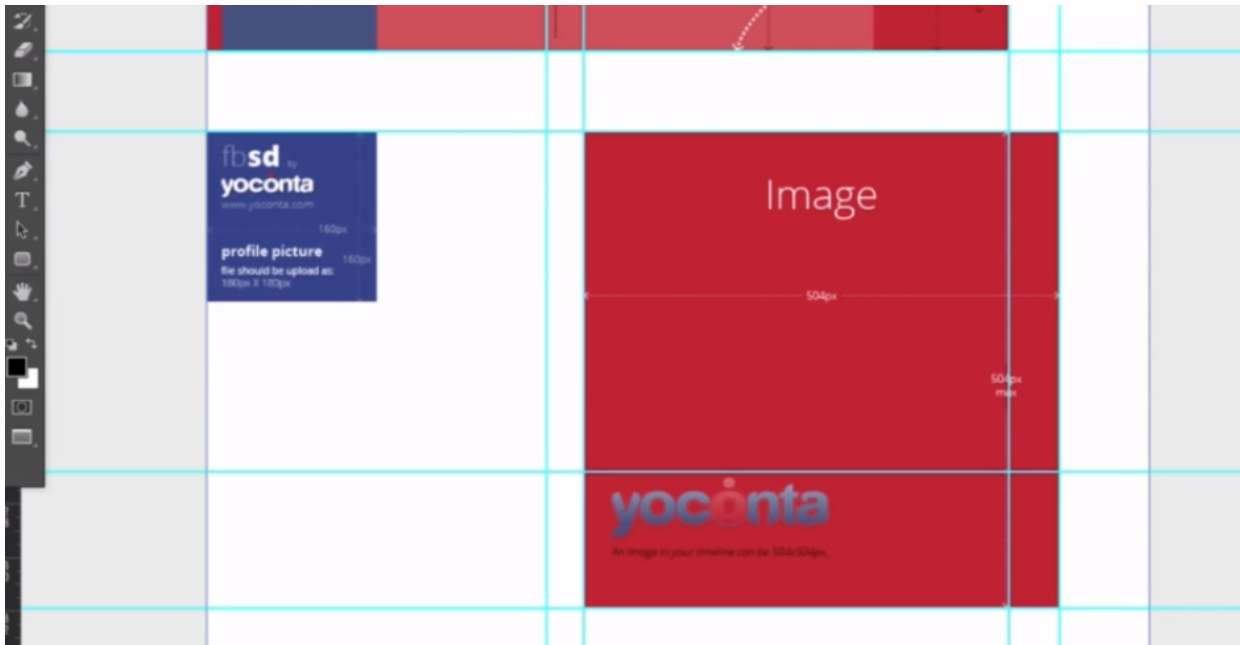 fbsd by
yoconta
www.yoconta.com
160px
profile picture
160px
file should be upload as:
180px X 180px
Image
504px
504px
max
yoconta
An image in your timeline can be 504x504px
T